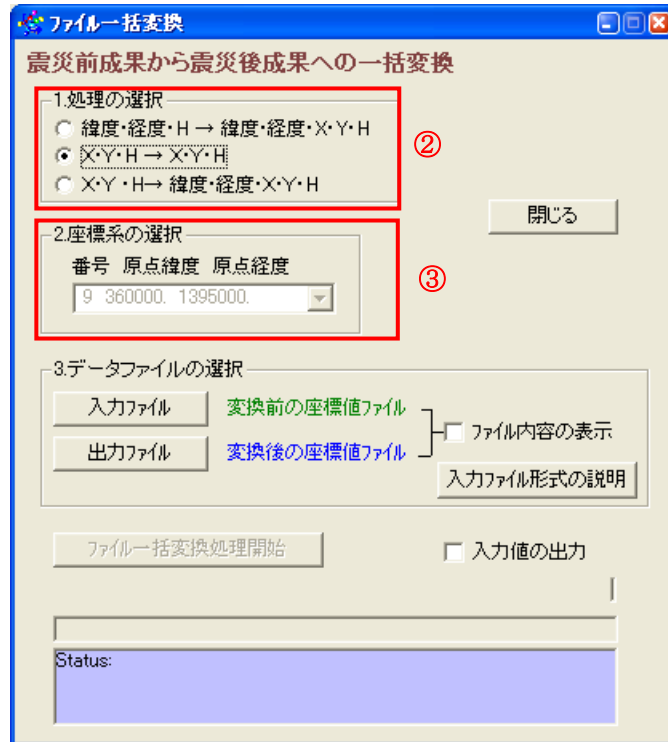 ファイル一括変換
震災前成果から震災後成果への一括変換
1.処理の選択
緯度・経度・H → 緯度・経度・X・Y・H
X・Y・H → X・Y・H
X・Y ・H→ 緯度・経度・X・Y・H
②
閉じる
2.座標系の選択
番号 原点緯度 原点経度
9 360000. 1395000.
③
3.データファイルの選択
入力ファイル 変換前の座標値ファイル
ファイル内容の表示
出力ファイル 変換後の座標値ファイル
入力ファイル形式の説明
ファイル一括変換処理開始 入力値の出力
Status: